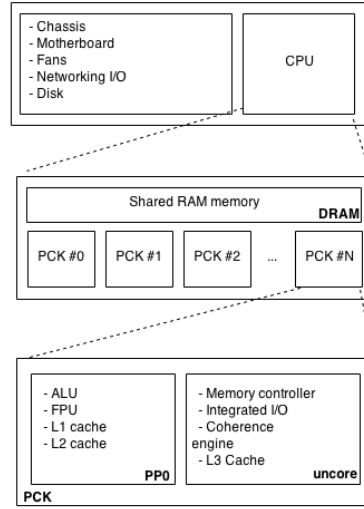 - Chassis
- Motherboard
- Fans
- Networking I/O
- Disk
CPU
Shared RAM memory
DRAM
PCK #0 PCK #1 PCK #2 ... PCK #N
- ALU
- FPU
- L1 cache
- L2 cache
PP0
- Memory controller
- Integrated I/O
- Coherence
engine
- L3 Cache
uncore
PCK